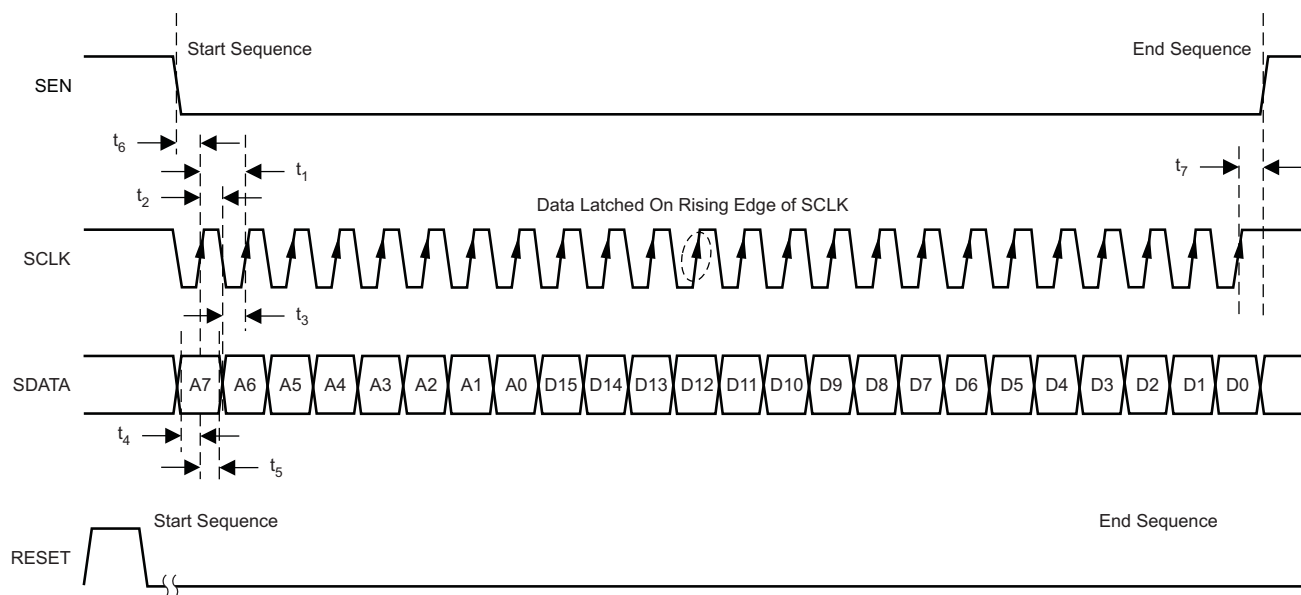 Start Sequence End Sequence
SEN
t6
t1
t7
t2
Data Latched On Rising Edge of SCLK
SCLK
t3
SDATA A7 A6 A5 A4 A3 A2 A1 A0 D15 D14 D13 D12 D11 D10 D9 D8 D7 D6 D5 D4 D3 D2 D1 D0
t4
t5
Start Sequence End Sequence
RESET